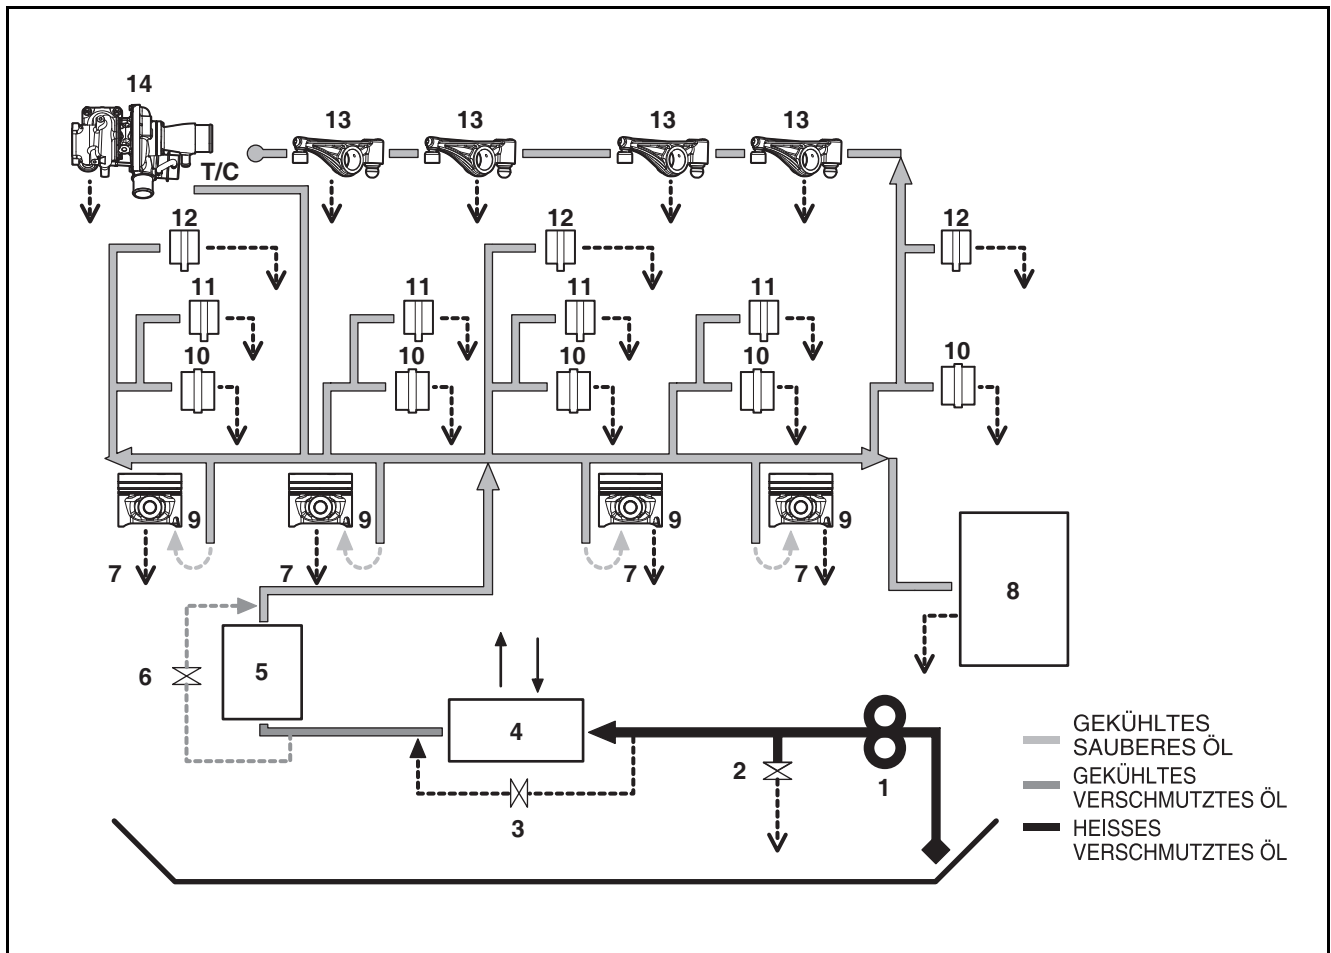 14
13 13 13 13
T/C
12 12 12
11 11 11 11
10 10 10 10 10
9 9 9 9
7 7 7 7
8
6
5
4
2
1
3
GEKÜHLTES
SAUBERES ÖL
GEKÜHLTES
VERSCHMUTZTES ÖL
HEISSES
VERSCHMUTZTES ÖL